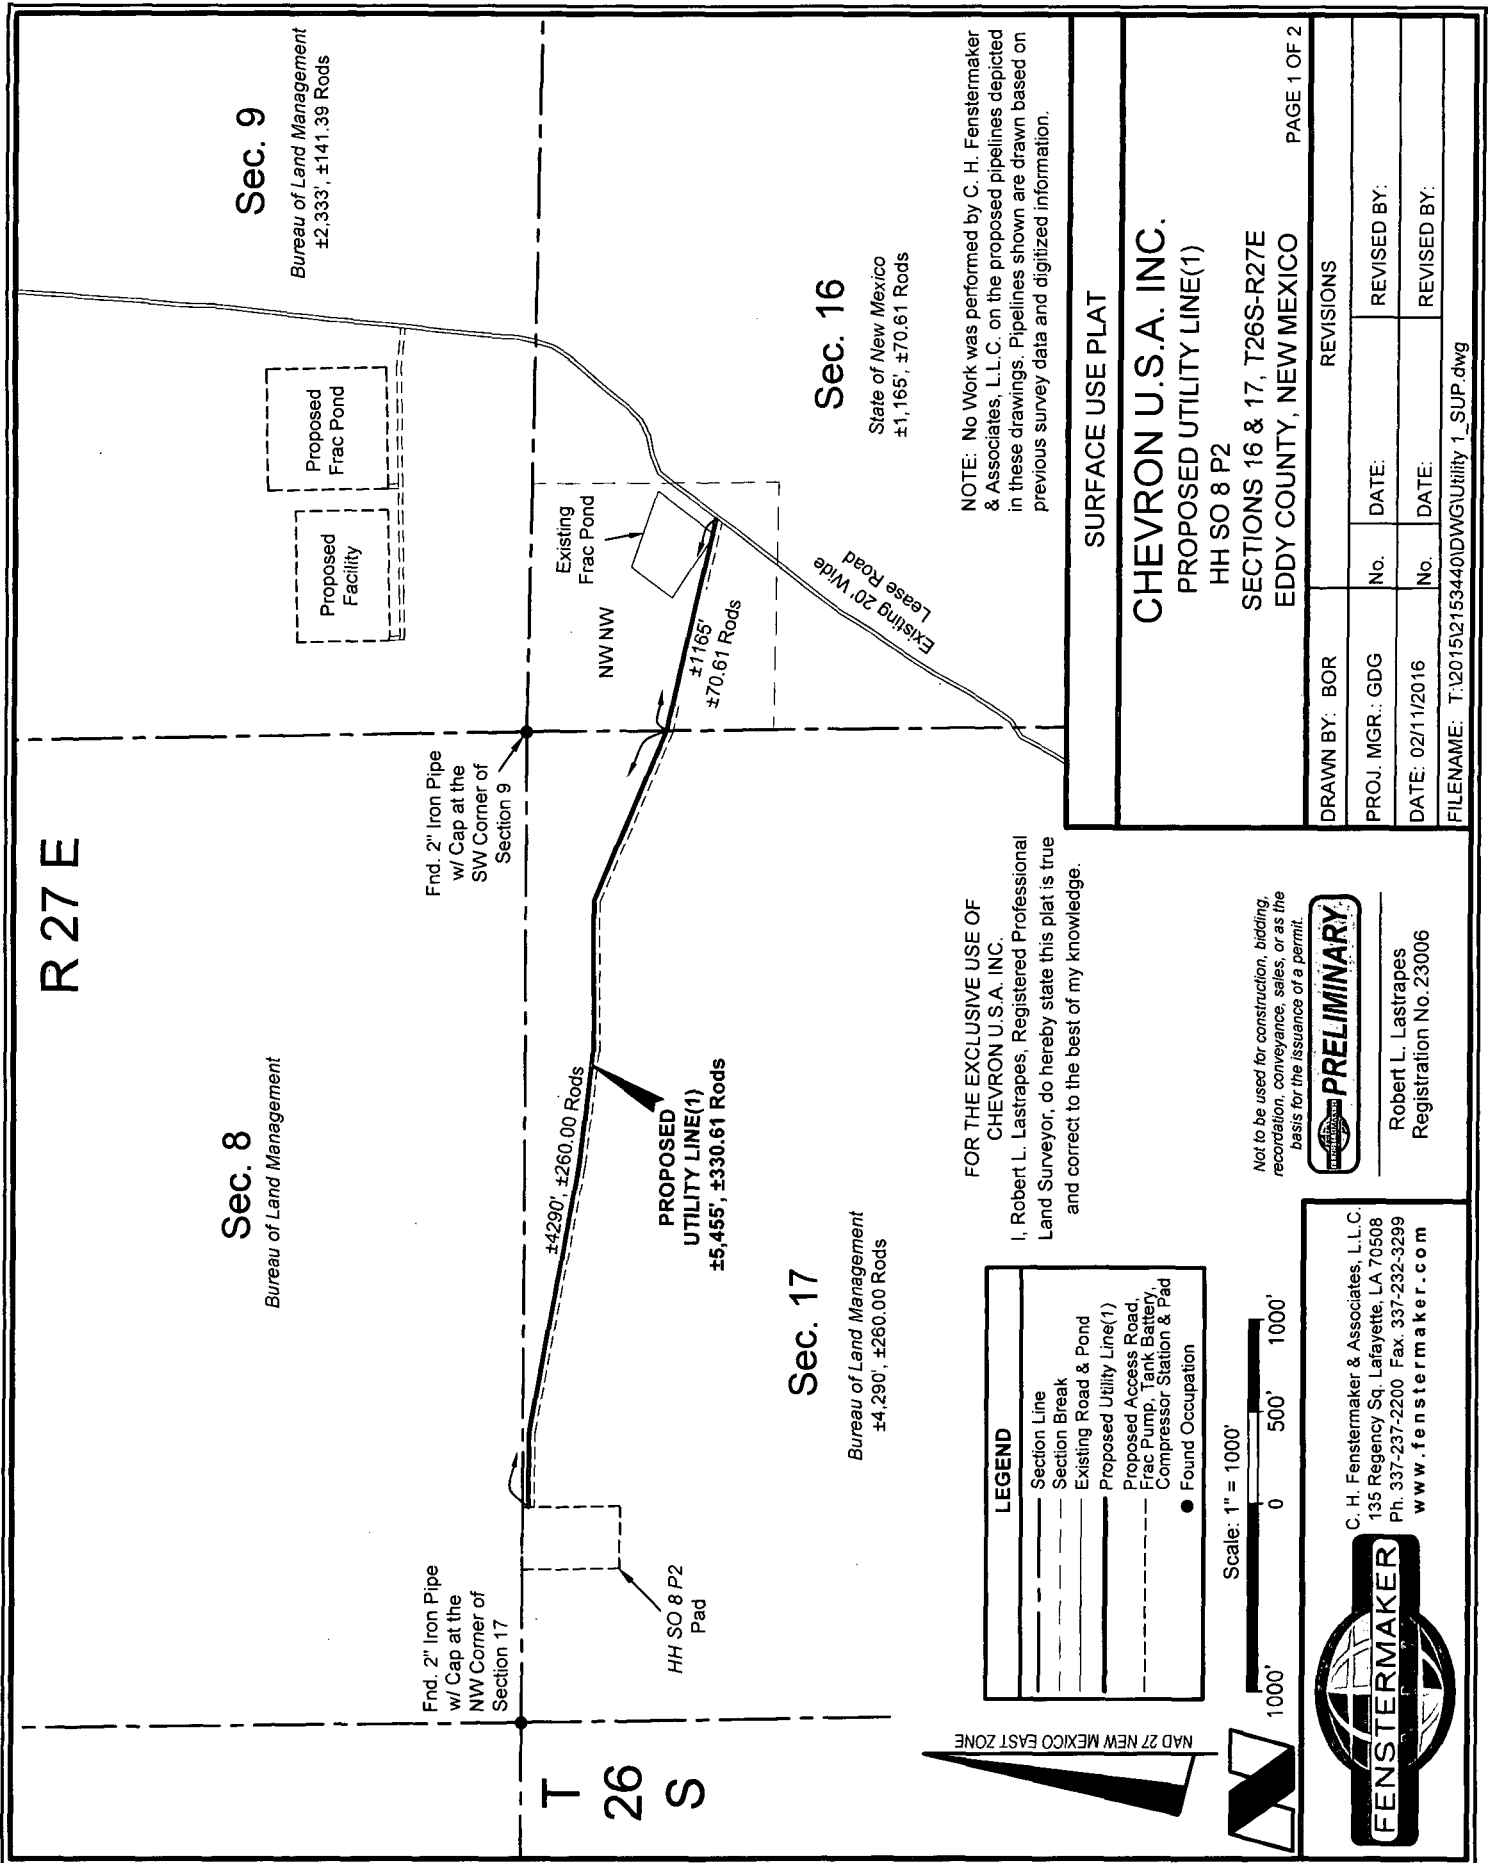 R 27 E
T
26
S
Sec. 8
Bureau of Land Management
Sec. 9
Bureau of Land Management
±2,333', ±141.39 Rods
Proposed
Facility
Proposed
Frac Pond
Fnd. 2" Iron Pipe
w/ Cap at the
NW Corner of
Section 17
Fnd. 2" Iron Pipe
w/ Cap at the
SW Corner of
Section 9
Existing
Frac Pond
NW NW
±1165'
±70.61 Rods
±4290', ±260.00 Rods
HH SO 8 P2
Pad
PROPOSED
UTILITY LINE(1)
±5,455', ±330.61 Rods
Existing 20' Wide
Lease Road
Sec. 16
State of New Mexico
±1,165', ±70.61 Rods
Sec. 17
Bureau of Land Management
±4,290', ±260.00 Rods
NOTE: No Work was performed by C. H. Fenstermaker
& Associates, L.L.C. on the proposed pipelines depicted
in these drawings. Pipelines shown are drawn based on
previous survey data and digitized information.
NAD 27 NEW MEXICO EAST ZONE
LEGEND
Section Line
Section Break
Existing Road & Pond
Proposed Utility Line(1)
Proposed Access Road,
Frac Pump, Tank Battery,
Compressor Station & Pad
Found Occupation
Scale: 1" = 1000'
1000' 0 500' 1000'
FOR THE EXCLUSIVE USE OF
CHEVRON U.S.A. INC.
I, Robert L. Lastrapes, Registered Professional
Land Surveyor, do hereby state this plat is true
and correct to the best of my knowledge.
Not to be used for construction, bidding,
recordation, conveyance, sales, or as the
basis for the issuance of a permit.
FENSTERMAKER
PRELIMINARY
Robert L. Lastrapes
Registration No. 23006
FENSTERMAKER
C. H. Fenstermaker & Associates, L.L.C.
135 Regency Sq. Lafayette, LA 70508
Ph. 337-237-2200 Fax. 337-232-3299
www.fenstermaker.com
SURFACE USE PLAT
CHEVRON U.S.A. INC.
PROPOSED UTILITY LINE(1)
HH SO 8 P2
SECTIONS 16 & 17, T26S-R27E
EDDY COUNTY, NEW MEXICO
PAGE 1 OF 2
DRAWN BY: BOR
REVISIONS
PROJ. MGR.: GDG
No. DATE: REVISED BY:
DATE: 02/11/2016
No. DATE: REVISED BY:
FILENAME: T:\2015\2153440\DWG\Utility 1_SUP.dwg